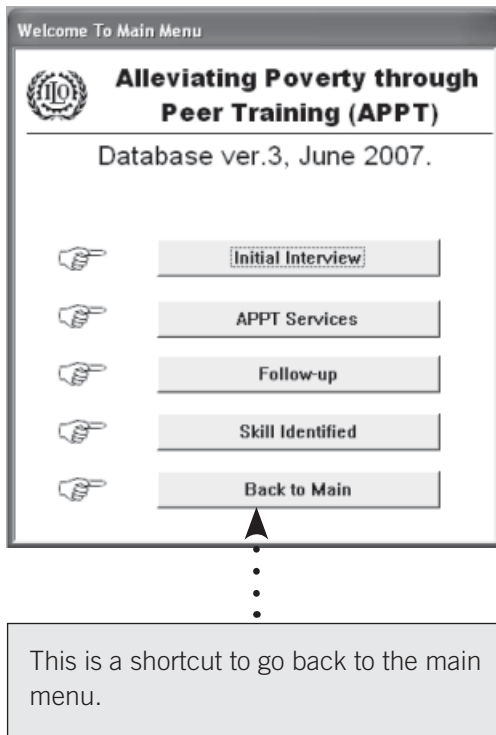 Welcome To Main Menu
ILO
Alleviating Poverty through
Peer Training (APPT)
Database ver.3, June 2007.
Initial Interview
APPT Services
Follow-up
Skill Identified
Back to Main
This is a shortcut to go back to the main
menu.